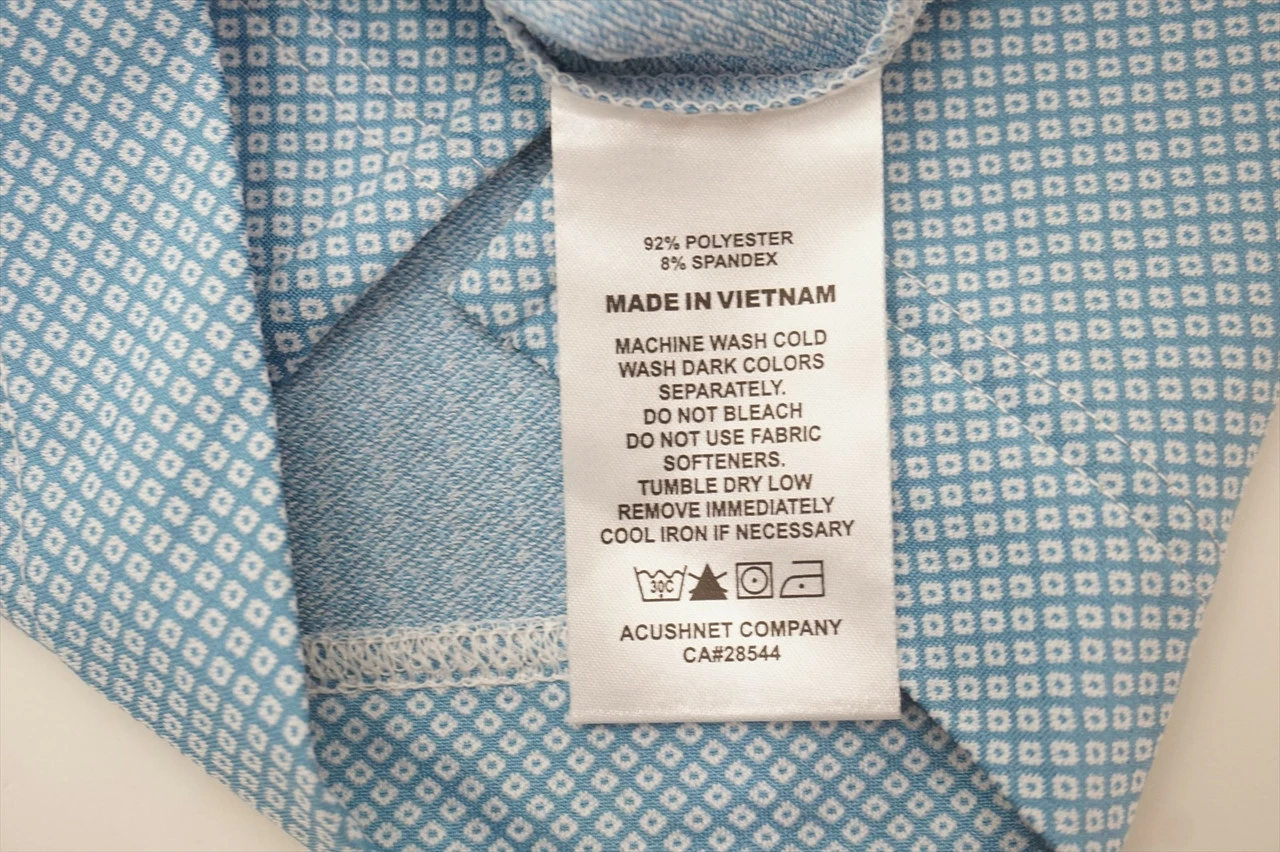 92% POLYESTER
8% SPANDEX
MADE IN VIETNAM
MACHINE WASH COLD
WASH DARK COLORS
SEPARATELY.
DO NOT BLEACH
DO NOT USE FABRIC
SOFTENERS.
TUMBLE DRY LOW
REMOVE IMMEDIATELY
COOL IRON IF NECESSARY
30C
ACUSHNET COMPANY
CA#28544